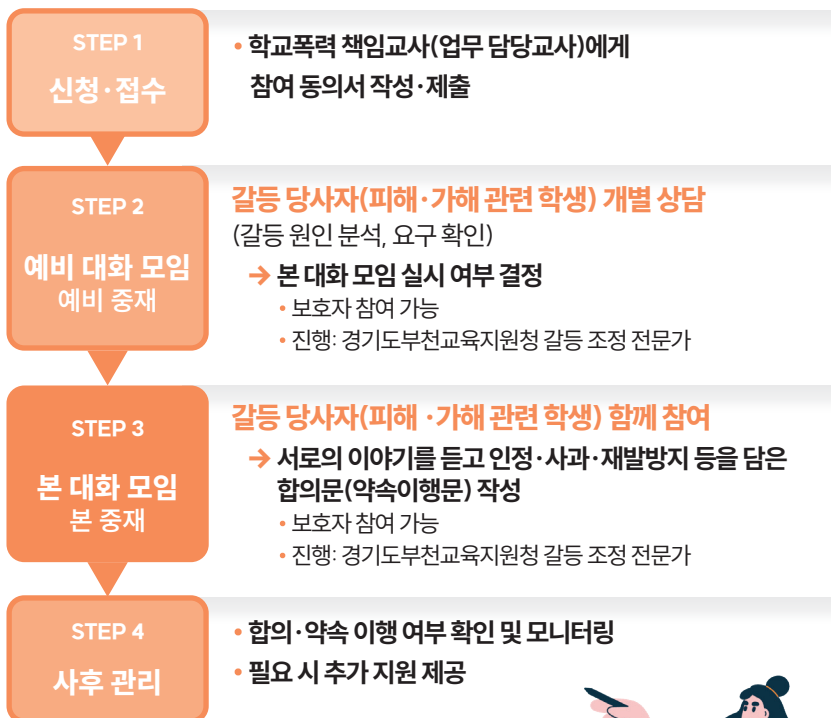 STEP 1
신청·접수
• 학교폭력 책임교사(업무 담당교사)에게
참여 동의서 작성·제출
STEP 2
예비 대화 모임
예비 중재
갈등 당사자(피해·가해 관련 학생) 개별 상담
(갈등 원인 분석, 요구 확인)
→ 본 대화 모임 실시 여부 결정
• 보호자 참여 가능
• 진행: 경기도부천교육지원청 갈등 조정 전문가
STEP 3
본 대화 모임
본 중재
갈등 당사자(피해 ·가해 관련 학생) 함께 참여
→ 서로의 이야기를 듣고 인정·사과·재발방지 등을 담은
합의문(약속이행문) 작성
• 보호자 참여 가능
• 진행: 경기도부천교육지원청 갈등 조정 전문가
STEP 4
사후 관리
• 합의·약속 이행 여부 확인 및 모니터링
• 필요 시 추가 지원 제공